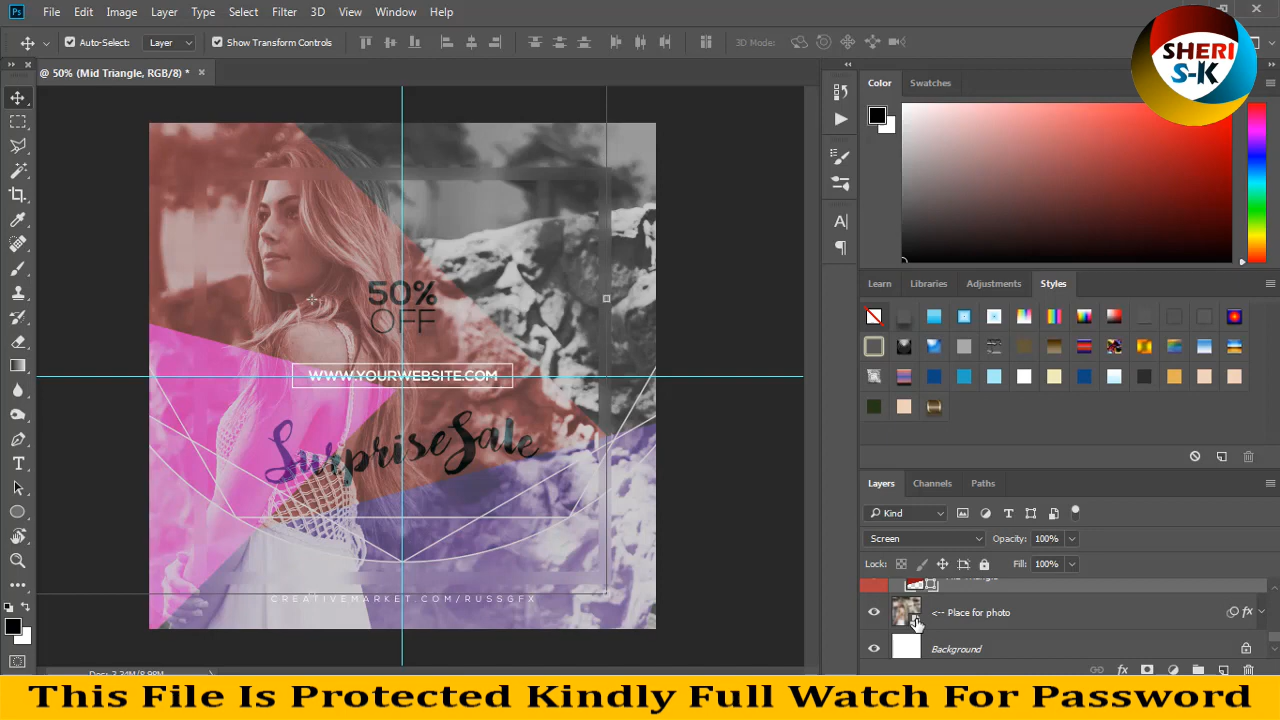 Ps File Edit Image Layer Type Select Filter 3D View Window Help
Auto-Select: Layer Show Transform Controls 3D Mode:
SHERI
S-K
@ 50% (Mid Triangle, RGB/8) *
Color Swatches
50%
OFF
WWW.YOURWEBSITE.COM
SurpriseSale
CREATIVEMARKET.COM/RUSSGFX
Learn Libraries Adjustments Styles
Layers Channels Paths
Kind
Screen Opacity: 100%
Lock: Fill: 100%
<-- Place for photo
Background
This File Is Protected Kindly Full Watch For Password